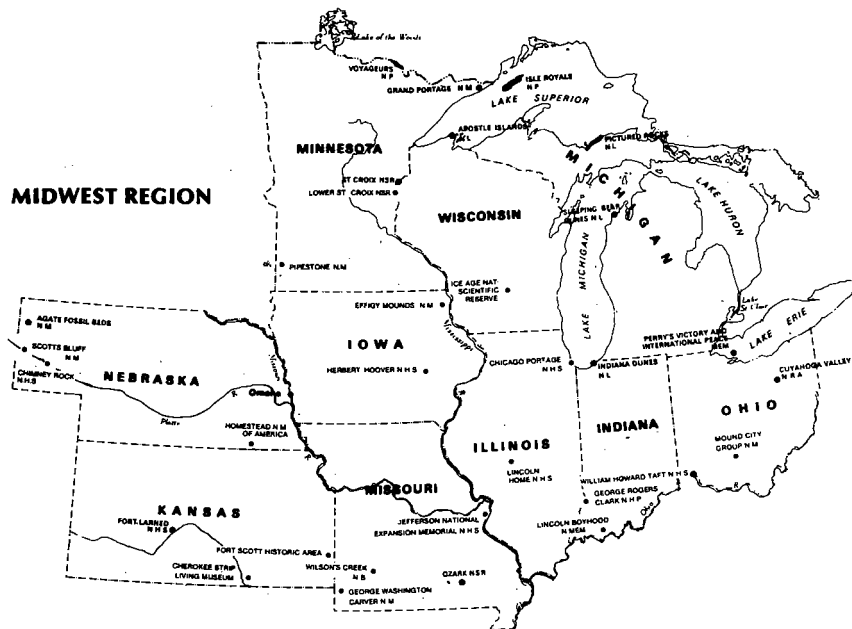 MIDWEST REGION
Lake of the Woods
VOYAGEURS
N P
GRAND PORTAGE N M
ISLE ROYALE
N P
LAKE SUPERIOR
APOSTLE ISLANDS
N L
PICTURED ROCKS
N L
MINNESOTA
MICHIGAN
ST CROIX NSR
LOWER ST CROIX NSR
WISCONSIN
SLEEPING BEAR
DUNES N L
LAKE HURON
LAKE MICHIGAN
PIPESTONE N.M
ICE AGE NAT-
SCIENTIFIC
RESERVE
EFFIGY MOUNDS N M
Mississippi
Lake
St Clair
LAKE ERIE
AGATE FOSSIL BEDS
N M
IOWA
PERRY'S VICTORY AND
INTERNATIONAL PEACE
MEM
SCOTTS BLUFF
N M
CHIMNEY ROCK
N H S
NEBRASKA
Missouri
HERBERT HOOVER N H S
CHICAGO PORTAGE
N H S
INDIANA DUNES
N L
CUYAHOGA VALLEY
N R A
Omaha
Platte
R
HOMESTEAD N M
OF AMERICA
R
R
ILLINOIS
INDIANA
OHIO
MOUND CITY
GROUP N M
LINCOLN
HOME N H S
WILLIAM HOWARD TAFT N H S
R
MISSOURI
GEORGE ROGERS
CLARK N H P
Ohio
KANSAS
FORT LARNED
N H S
JEFFERSON NATIONAL
EXPANSION MEMORIAL N H S
LINCOLN BOYHOOD
N MEM
FORT SCOTT HISTORIC AREA
CHEROKEE STRIP
LIVING MUSEUM
WILSON'S CREEK
N B
OZARK NSR
GEORGE WASHINGTON
CARVER N M